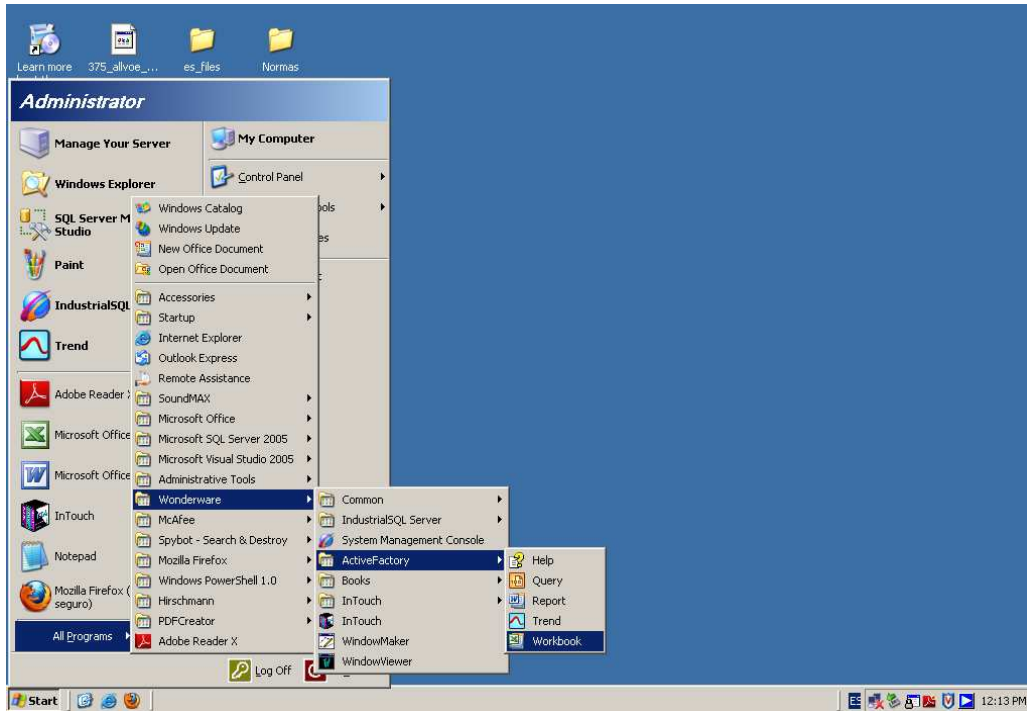 Learn more
375_allvoe_...
es_files
Normas
Administrator
Manage Your Server
Windows Explorer
SQL Server M
Studio
Paint
IndustrialSQL
Trend
Adobe Reader
Microsoft Office
Microsoft Office
InTouch
Notepad
Mozilla Firefox (
seguro)
All Programs
My Computer
Control Panel
ools
es
Windows Catalog
Windows Update
New Office Document
Open Office Document
Accessories
Startup
Internet Explorer
Outlook Express
Remote Assistance
SoundMAX
Microsoft Office
Microsoft SQL Server 2005
Microsoft Visual Studio 2005
Administrative Tools
Wonderware
McAfee
Spybot - Search & Destroy
Mozilla Firefox
Windows PowerShell 1.0
Hirschmann
PDFCreator
Adobe Reader X
Common
IndustrialSQL Server
System Management Console
ActiveFactory
Books
InTouch
InTouch
WindowMaker
WindowViewer
Help
Query
Report
Trend
Workbook
Log Off
Start
ES
12:13 PM